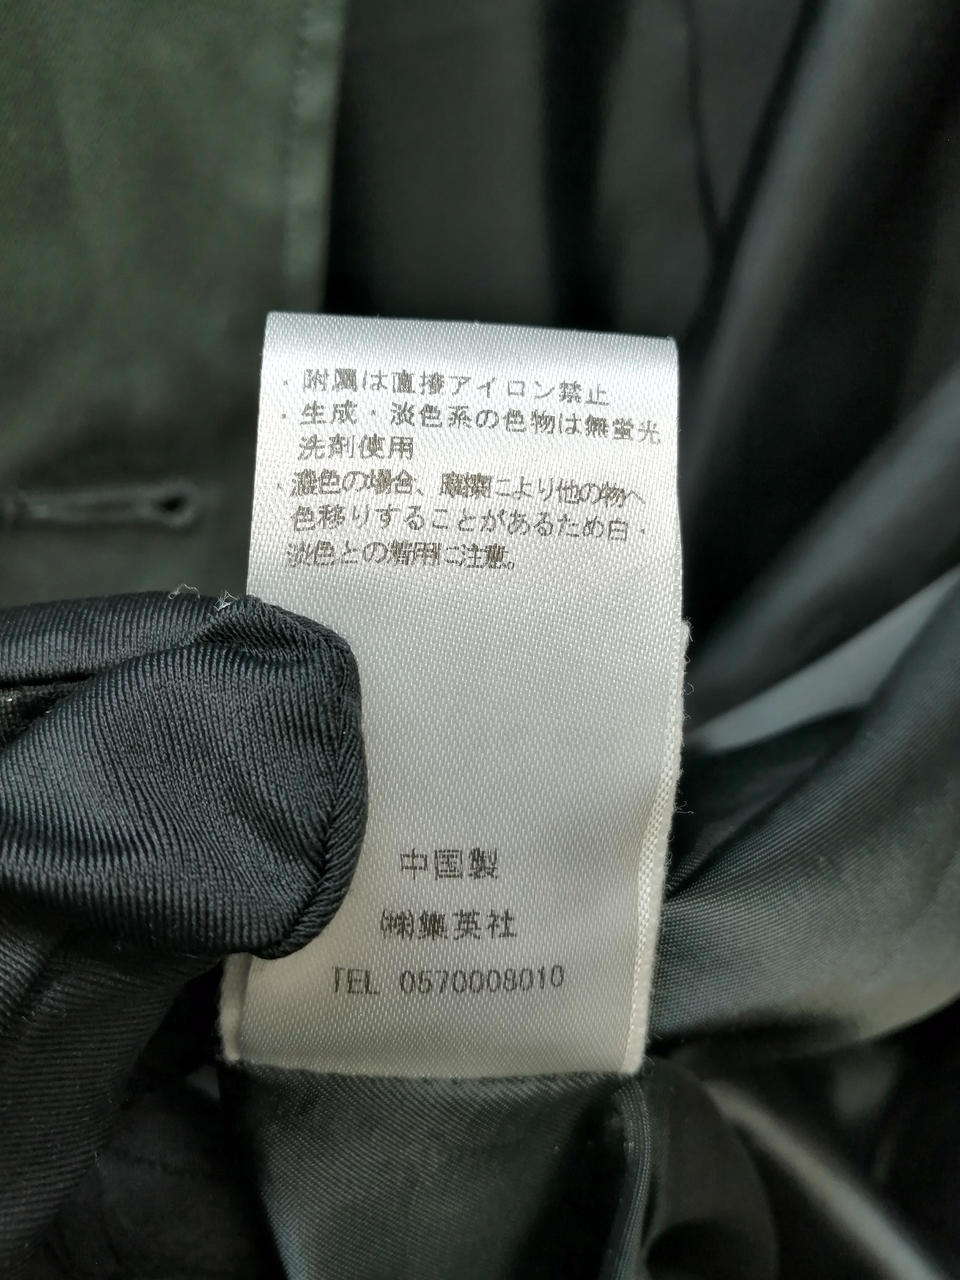 ・附属は直接アイロン禁止
・生成・淡色系の色物は無蛍光
洗剤使用
・濃色の場合、摩擦により他の物へ
色移りすることがあるため白・
淡色との着用に注意。
中国製
㈱集英社
TEL 0570008010